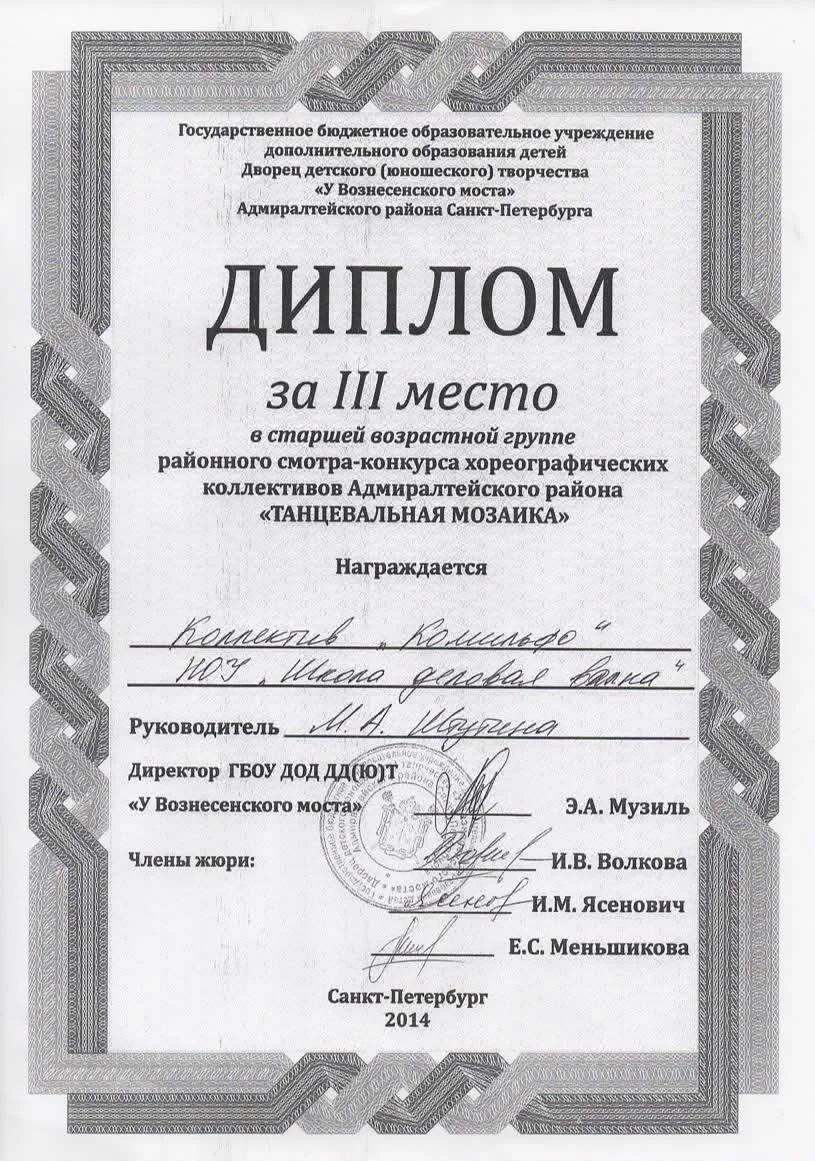 Государственное бюджетное образовательное учреждение
дополнительного образования детей
Дворец детского (юношеского) творчества
«У Вознесенского моста»
Адмиралтейского района Санкт-Петербурга
ДИПЛОМ
за III место
в старшей возрастной группе
районного смотра-конкурса хореографических
коллективов Адмиралтейского района
«ТАНЦЕВАЛЬНАЯ МОЗАИКА»
Награждается
Коллектив „Комильфо“
НОУ „Школа деловая волна“
Руководитель М.А. Штутина
Директор ГБОУ ДОД ДД(Ю)Т
«У Вознесенского моста» Э.А. Музиль
Члены жюри: И.В. Волкова
И.М. Ясенович
Е.С. Меньшикова
Санкт-Петербург
2014